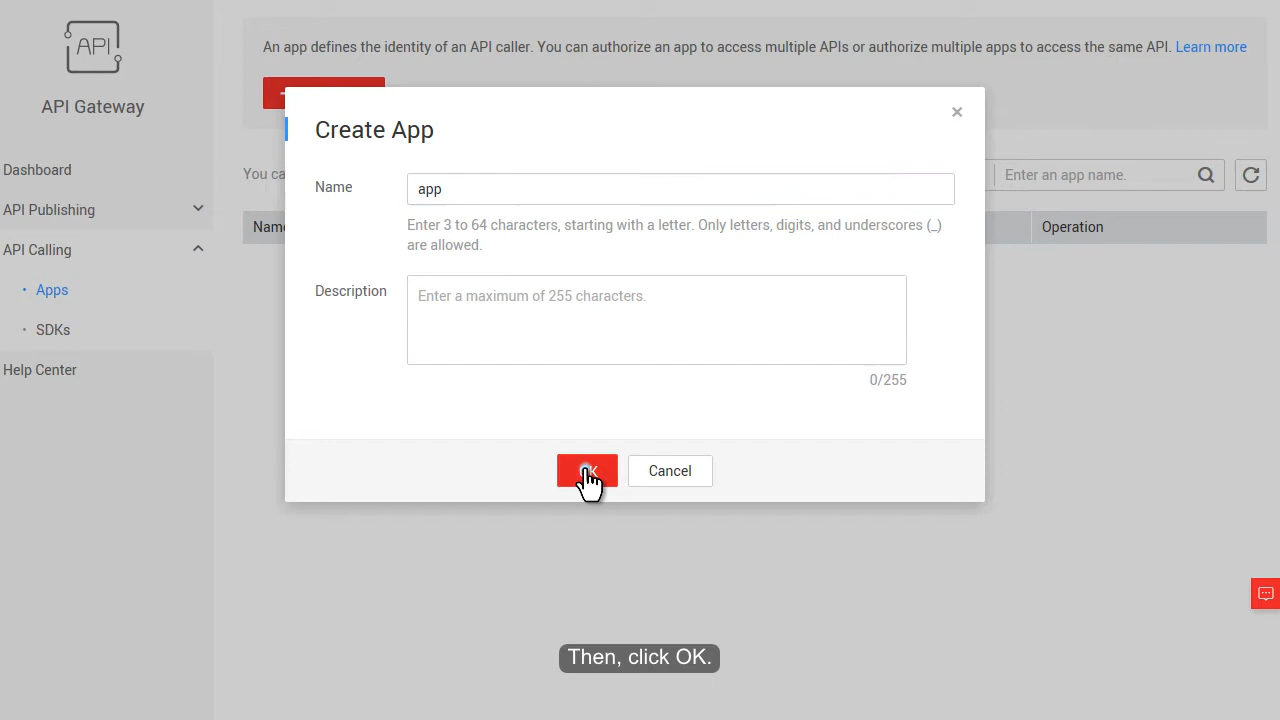 API
API Gateway
Dashboard
API Publishing
API Calling
Apps
SDKs
Help Center
An app defines the identity of an API caller. You can authorize an app to access multiple APIs or authorize multiple apps to access the same API. Learn more
You ca
Enter an app name.
Name
Operation
Create App
×
Name
app
Enter 3 to 64 characters, starting with a letter. Only letters, digits, and underscores (_)
are allowed.
Description
Enter a maximum of 255 characters.
0/255
OK
Cancel
Then, click OK.